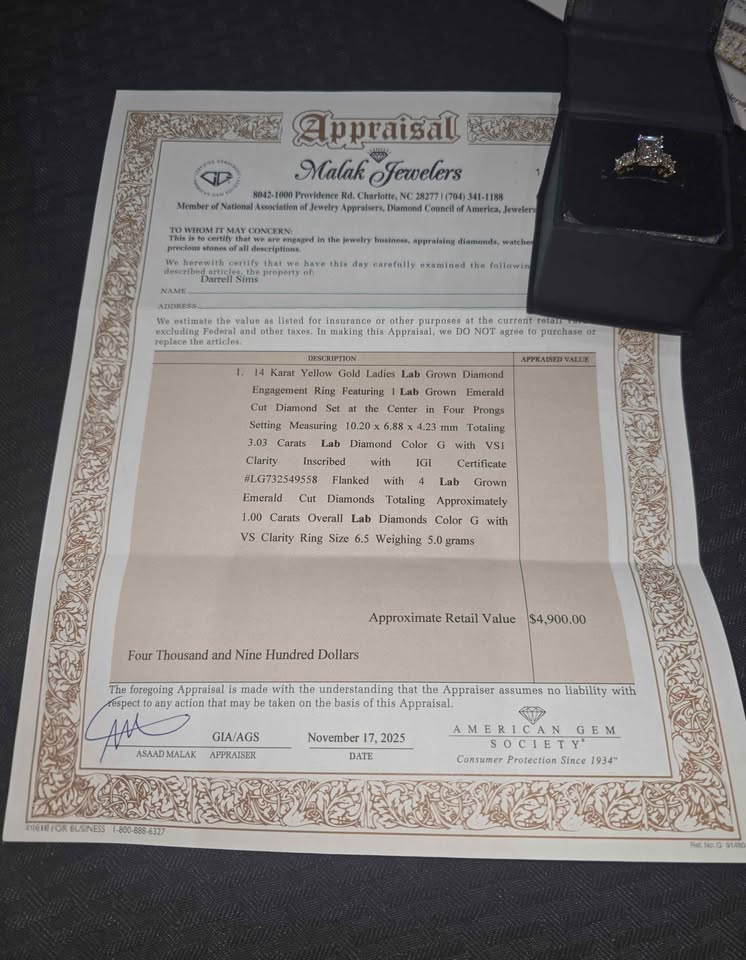 Appraisal
Malak Jewelers
8042-1000 Providence Rd. Charlotte, NC 28277 | (704) 341-1188
Member of National Association of Jewelry Appraisers, Diamond Council of America, Jewelers
TO WHOM IT MAY CONCERN:
This is to certify that we are engaged in the jewelry business, appraising diamonds, watches
precious stones of all descriptions.
We herewith certify that we have this day carefully examined the following
described articles, the property of:
Darrell Sims
NAME
ADDRESS
We estimate the value as listed for insurance or other purposes at the current retail value
excluding Federal and other taxes. In making this Appraisal, we DO NOT agree to purchase or
replace the articles.
DESCRIPTION APPRAISED VALUE
1. 14 Karat Yellow Gold Ladies Lab Grown Diamond
Engagement Ring Featuring 1 Lab Grown Emerald
Cut Diamond Set at the Center in Four Prongs
Setting Measuring 10.20 x 6.88 x 4.23 mm Totaling
3.03 Carats Lab Diamond Color G with VS1
Clarity Inscribed with IGI Certificate
#LG732549558 Flanked with 4 Lab Grown
Emerald Cut Diamonds Totaling Approximately
1.00 Carats Overall Lab Diamonds Color G with
VS Clarity Ring Size 6.5 Weighing 5.0 grams
Approximate Retail Value $4,900.00
Four Thousand and Nine Hundred Dollars
The foregoing Appraisal is made with the understanding that the Appraiser assumes no liability with
respect to any action that may be taken on the basis of this Appraisal.
GIA/AGS November 17, 2025
ASAAD MALAK APPRAISER DATE
AMERICAN GEM
SOCIETY®
Consumer Protection Since 1934™
FOR BUSINESS 1-800-888-6327
Ref. No. G